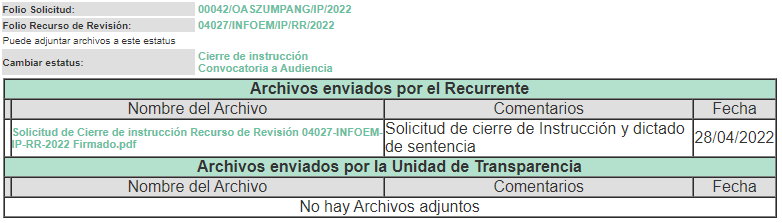 Folio Solicitud: 00042/OASZUMPANG/IP/2022
Folio Recurso de Revisión: 04027/INFOEM/IP/RR/2022
Puede adjuntar archivos a este estatus
Cambiar estatus: Cierre de instrucción
Convocatoria a Audiencia
Archivos enviados por el Recurrente
Nombre del Archivo Comentarios Fecha
Solicitud de Cierre de instrucción Recurso de Revisión 04027-INFOEM-
IP-RR-2022 Firmado.pdf
Solicitud de cierre de Instrucción y dictado
de sentencia
28/04/2022
Archivos enviados por la Unidad de Transparencia
Nombre del Archivo Comentarios Fecha
No hay Archivos adjuntos